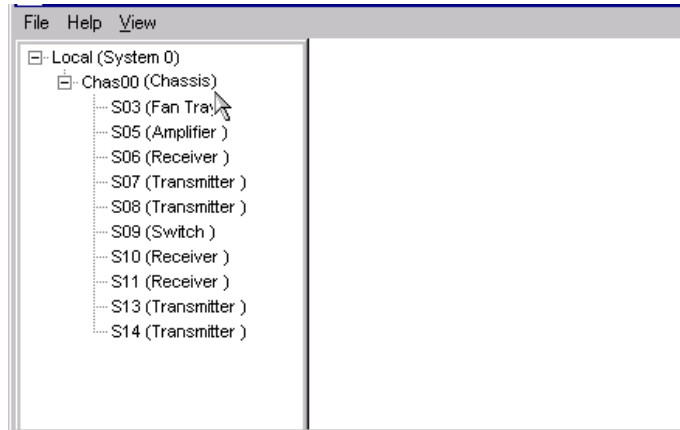 File Help View
Local (System 0)
Chas00 (Chassis)
S03 (Fan Tray
S05 (Amplifier )
S06 (Receiver )
S07 (Transmitter )
S08 (Transmitter )
S09 (Switch )
S10 (Receiver )
S11 (Receiver )
S13 (Transmitter )
S14 (Transmitter )